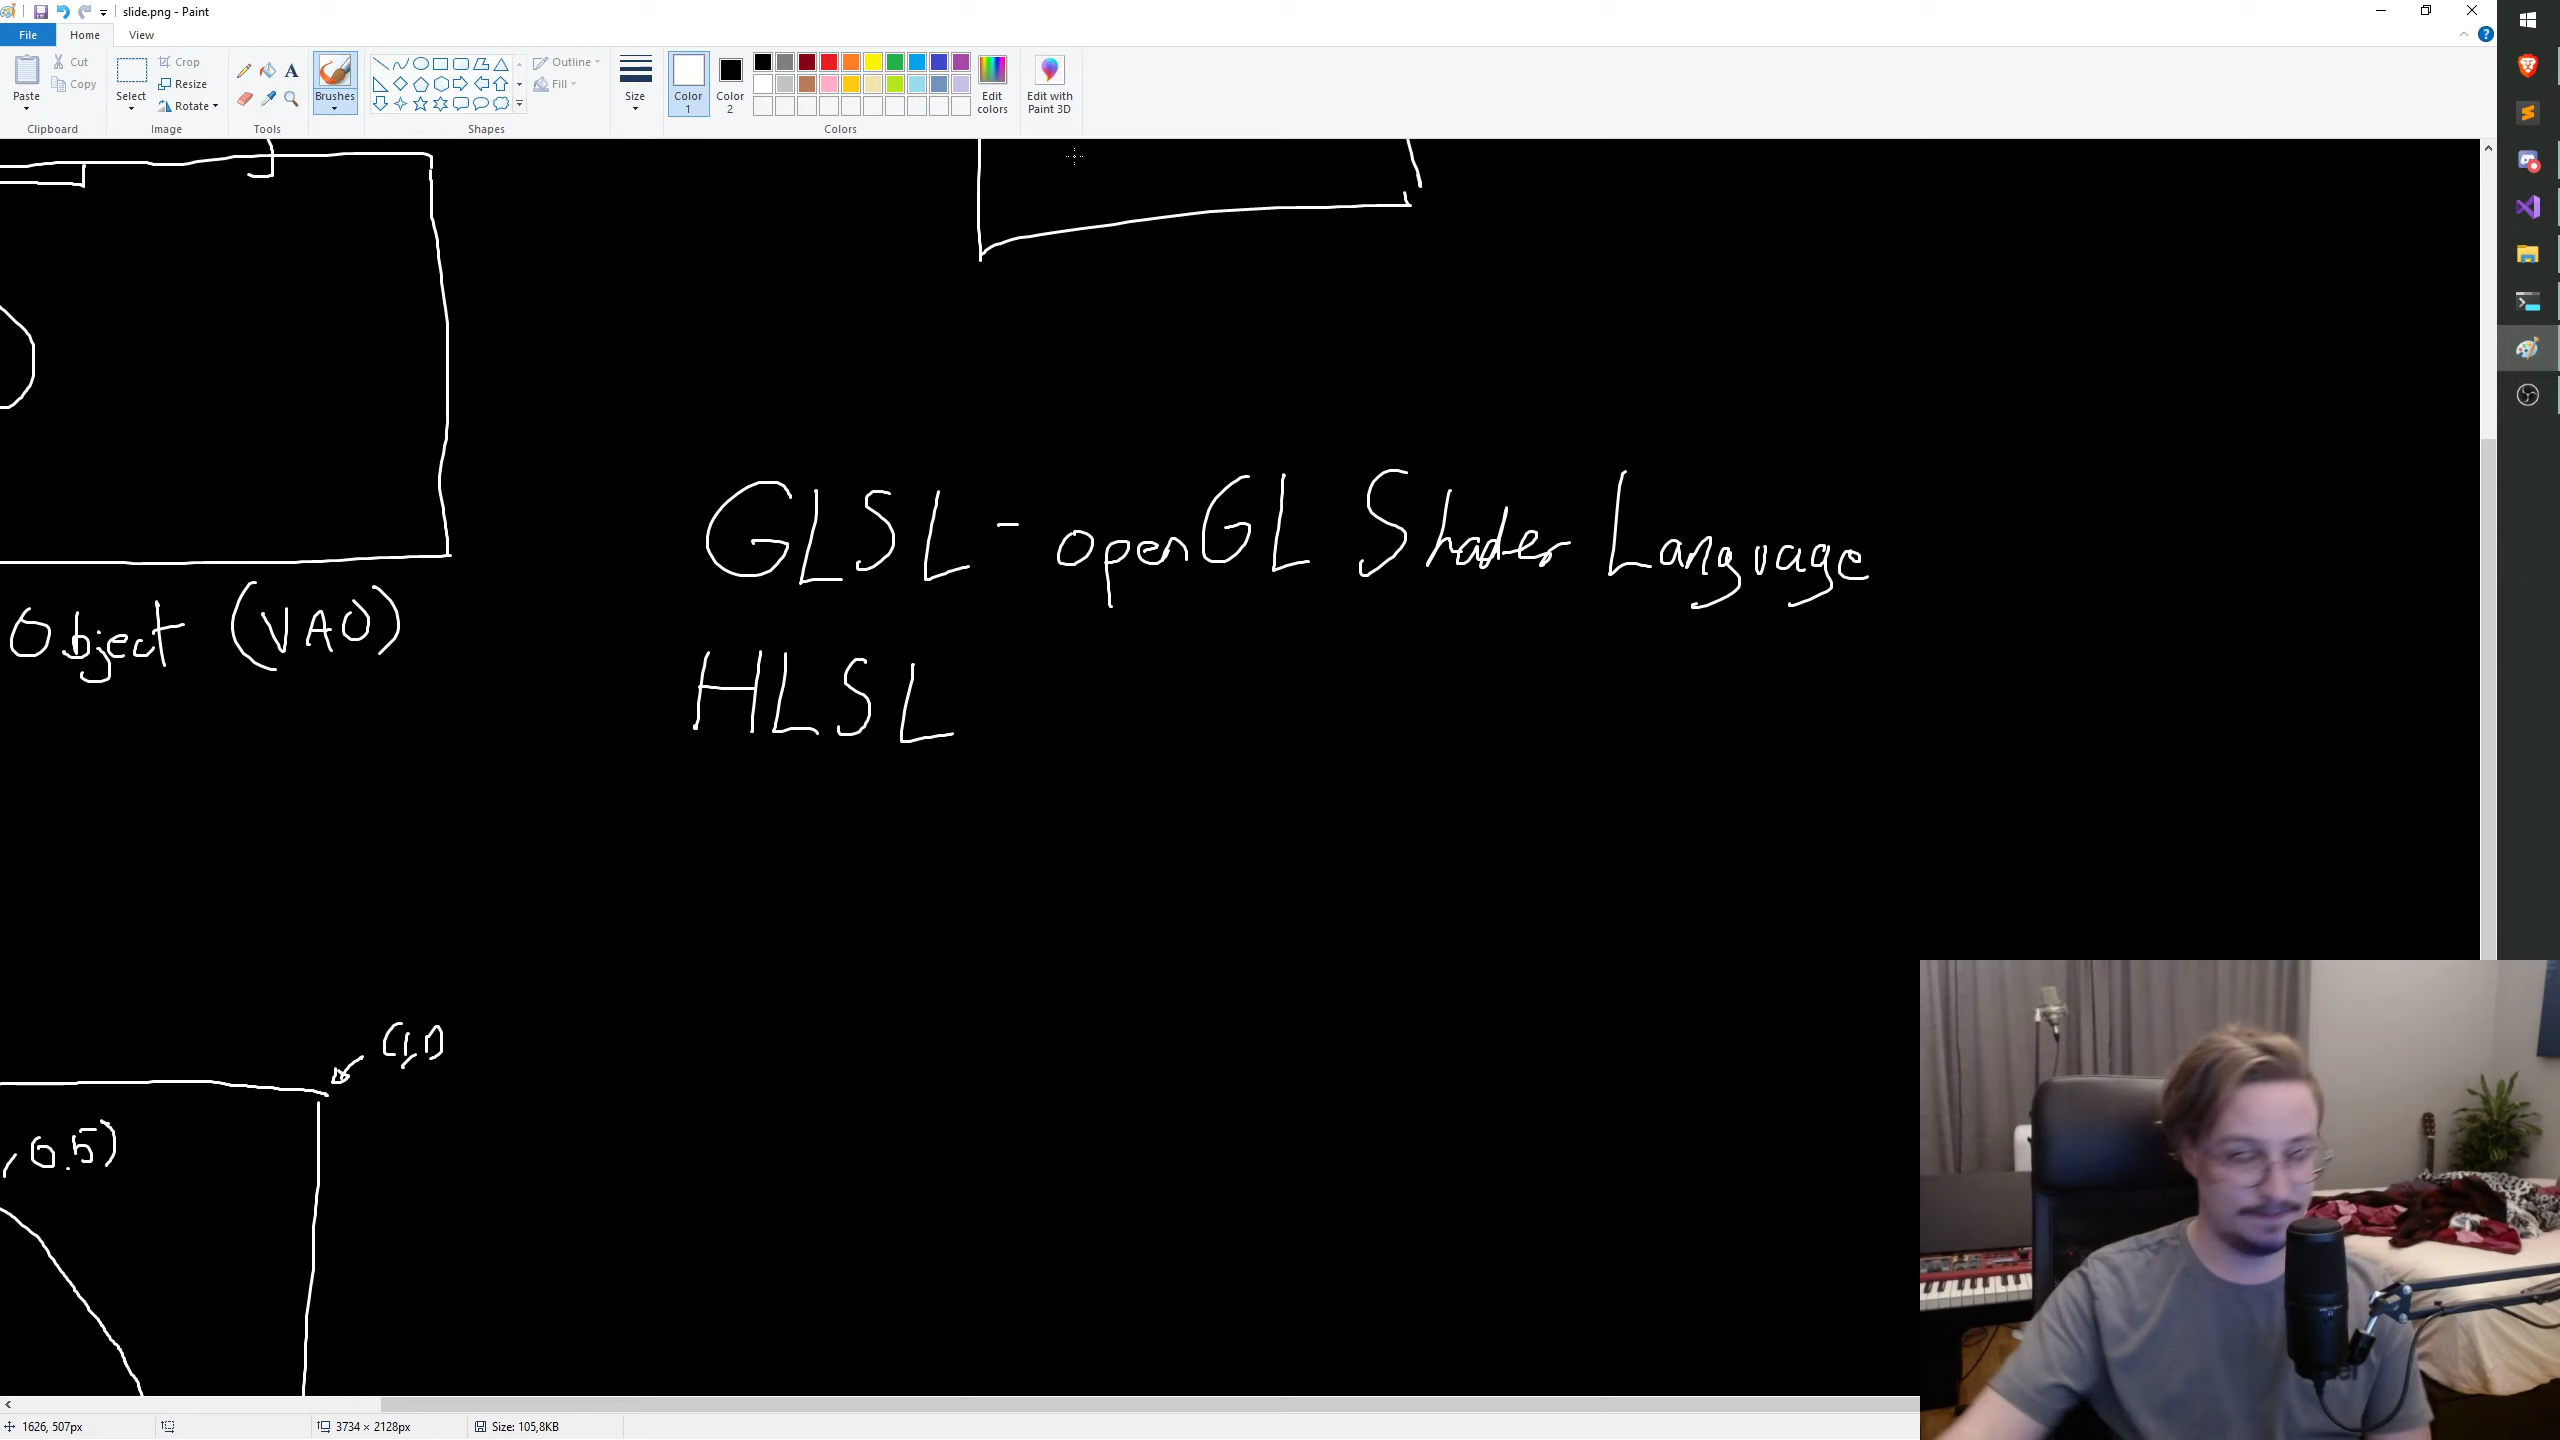 slide.png - Paint
File Home View
Paste Cut Copy Select Crop Resize Rotate Brushes Outline Fill Size Color 1 Color 2 Edit colors Edit with Paint 3D
Clipboard Image Tools Shapes Colors
GLSL - openGL Shader Language
Object (VAO)
HLSL
, 0.5)
1626, 507px 3734 × 2128px Size: 105,8KB